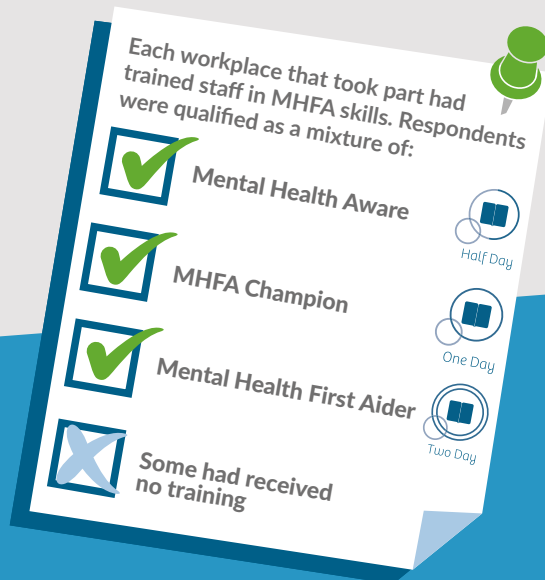 Each workplace that took part had
trained staff in MHFA skills. Respondents
were qualified as a mixture of:
Mental Health Aware
Half Day
MHFA Champion
One Day
Mental Health First Aider
Two Day
Some had received
no training